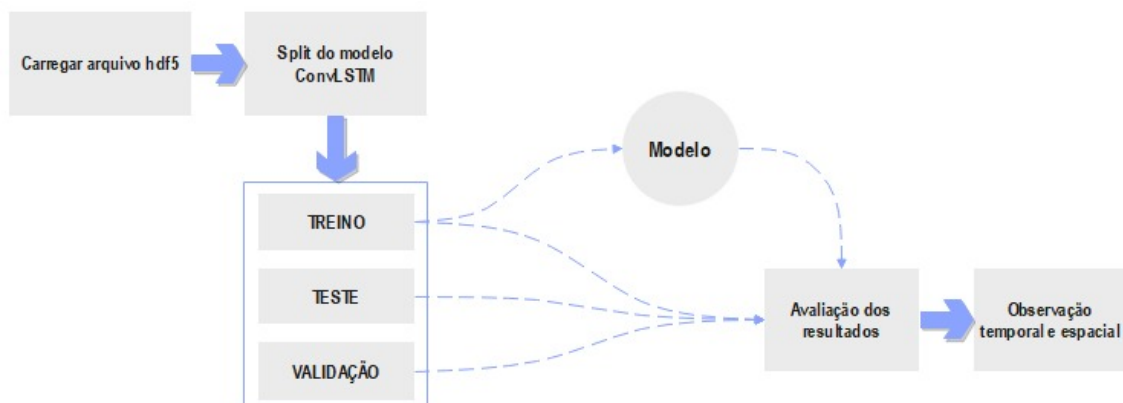 Carregar arquivo hdf5
Split do modelo
ConvLSTM
Modelo
TREINO
TESTE
VALIDAÇÃO
Avaliação dos
resultados
Observação
temporal e espacial